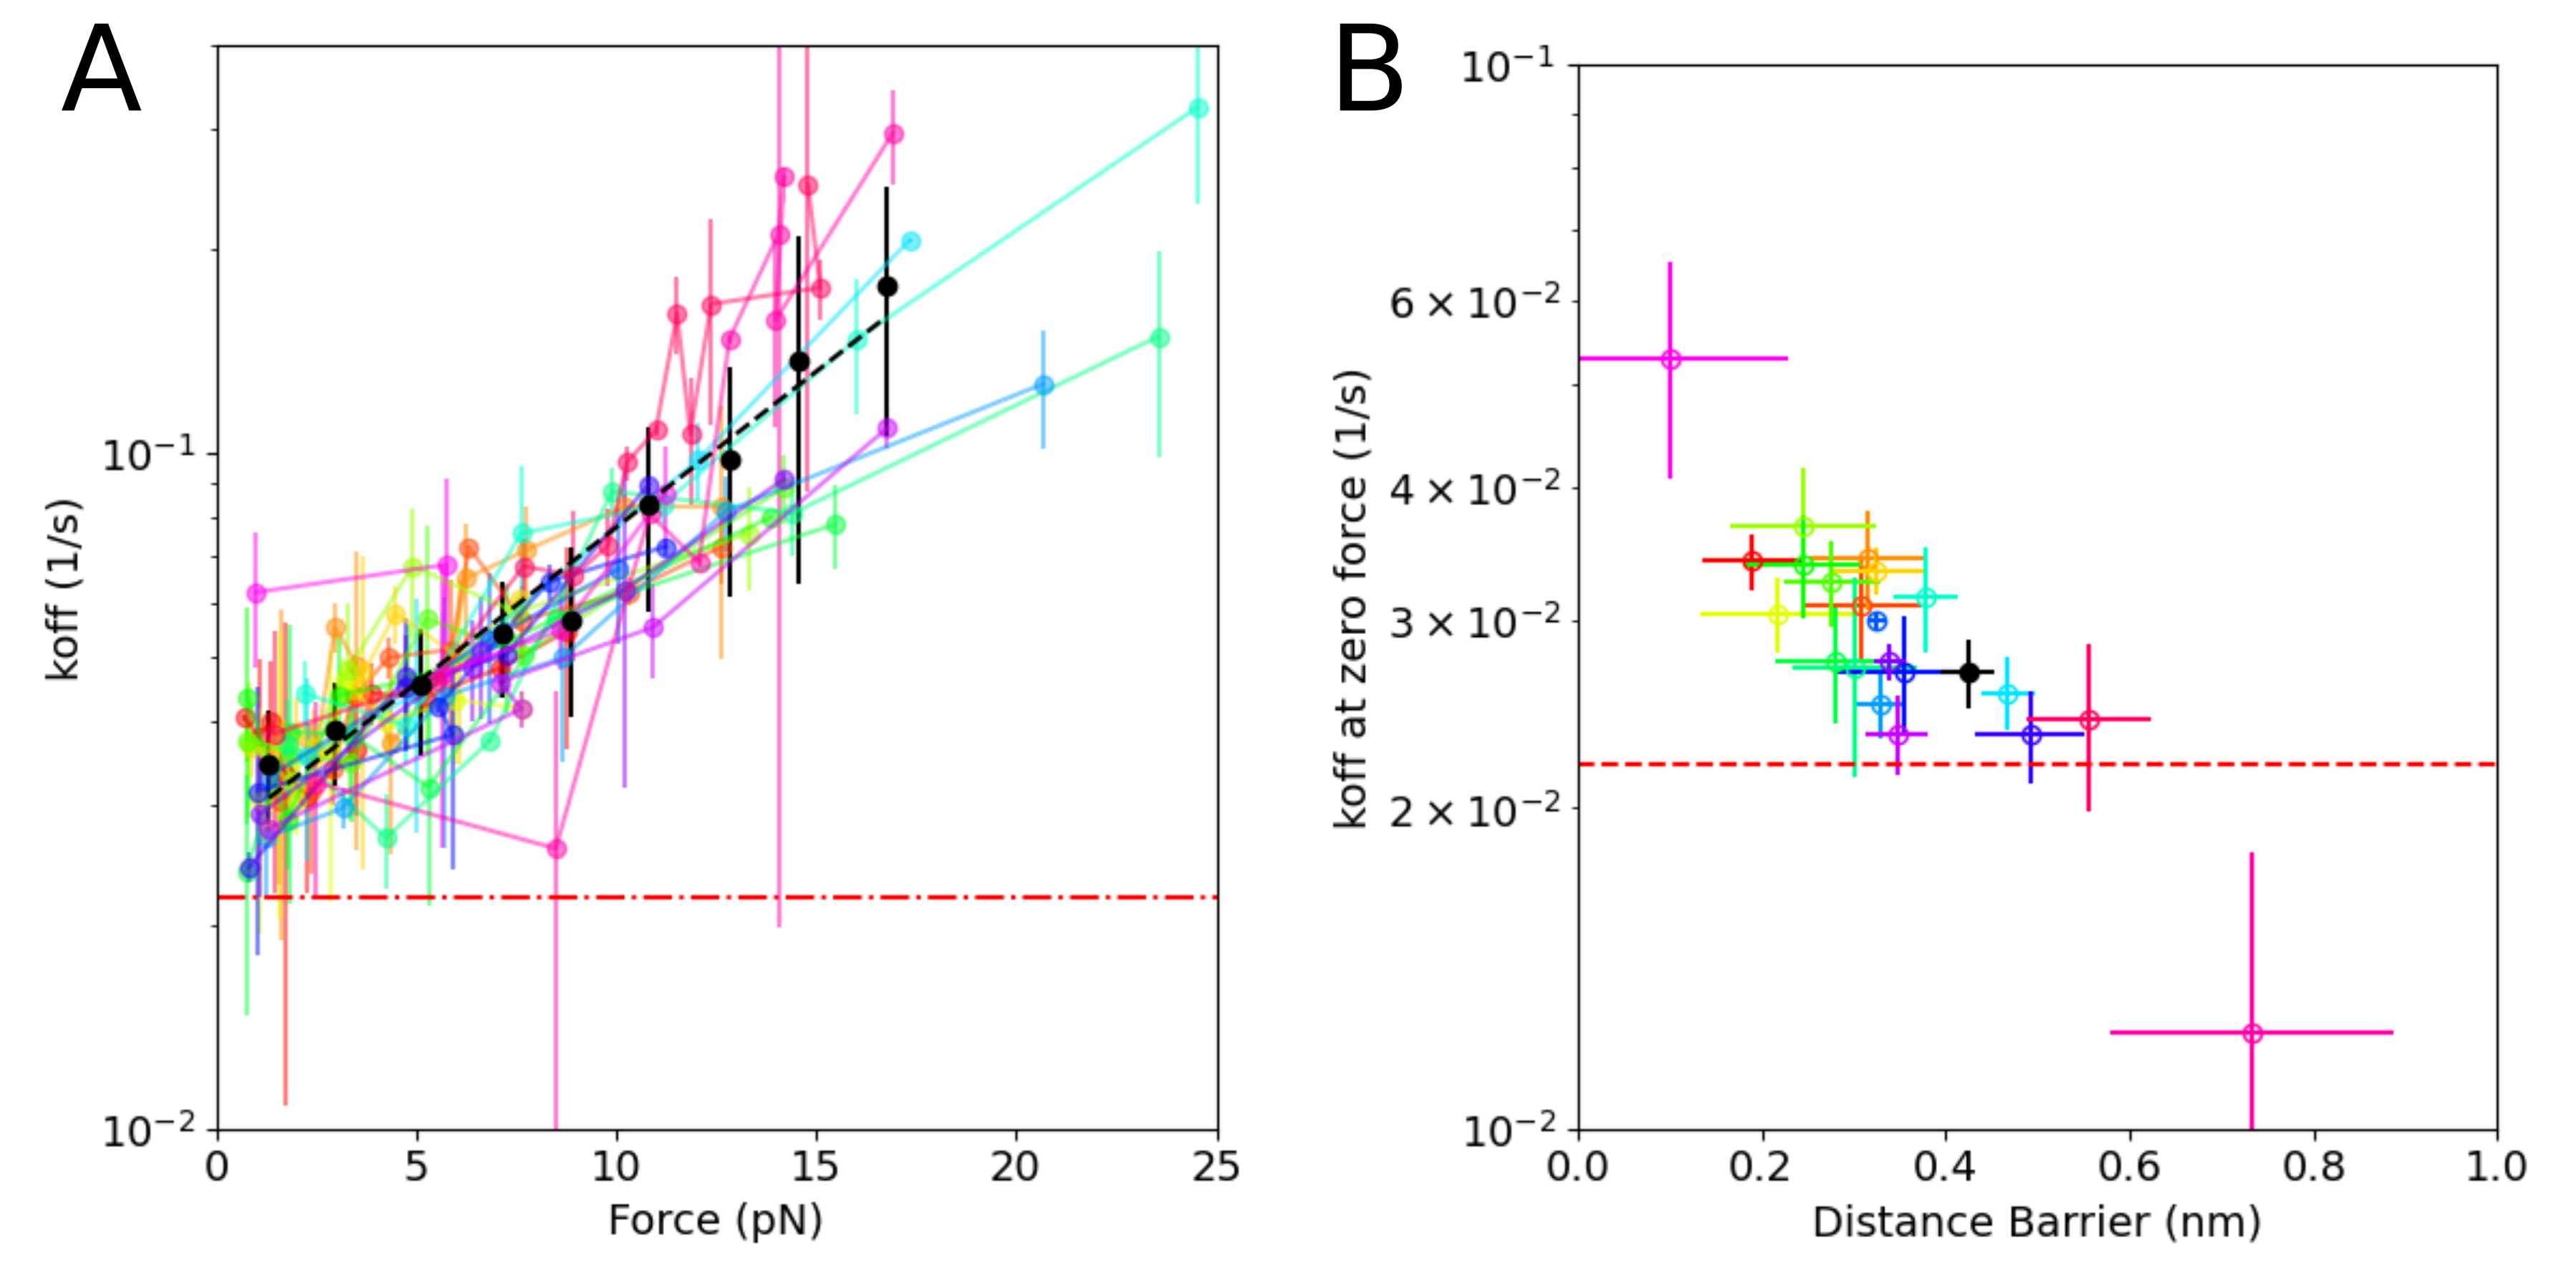 A
koff (1/s)
10⁻¹
10⁻²
0 5 10 15 20 25
Force (pN)
B
koff at zero force (1/s)
10⁻¹
6 × 10⁻²
4 × 10⁻²
3 × 10⁻²
2 × 10⁻²
10⁻²
0.0 0.2 0.4 0.6 0.8 1.0
Distance Barrier (nm)